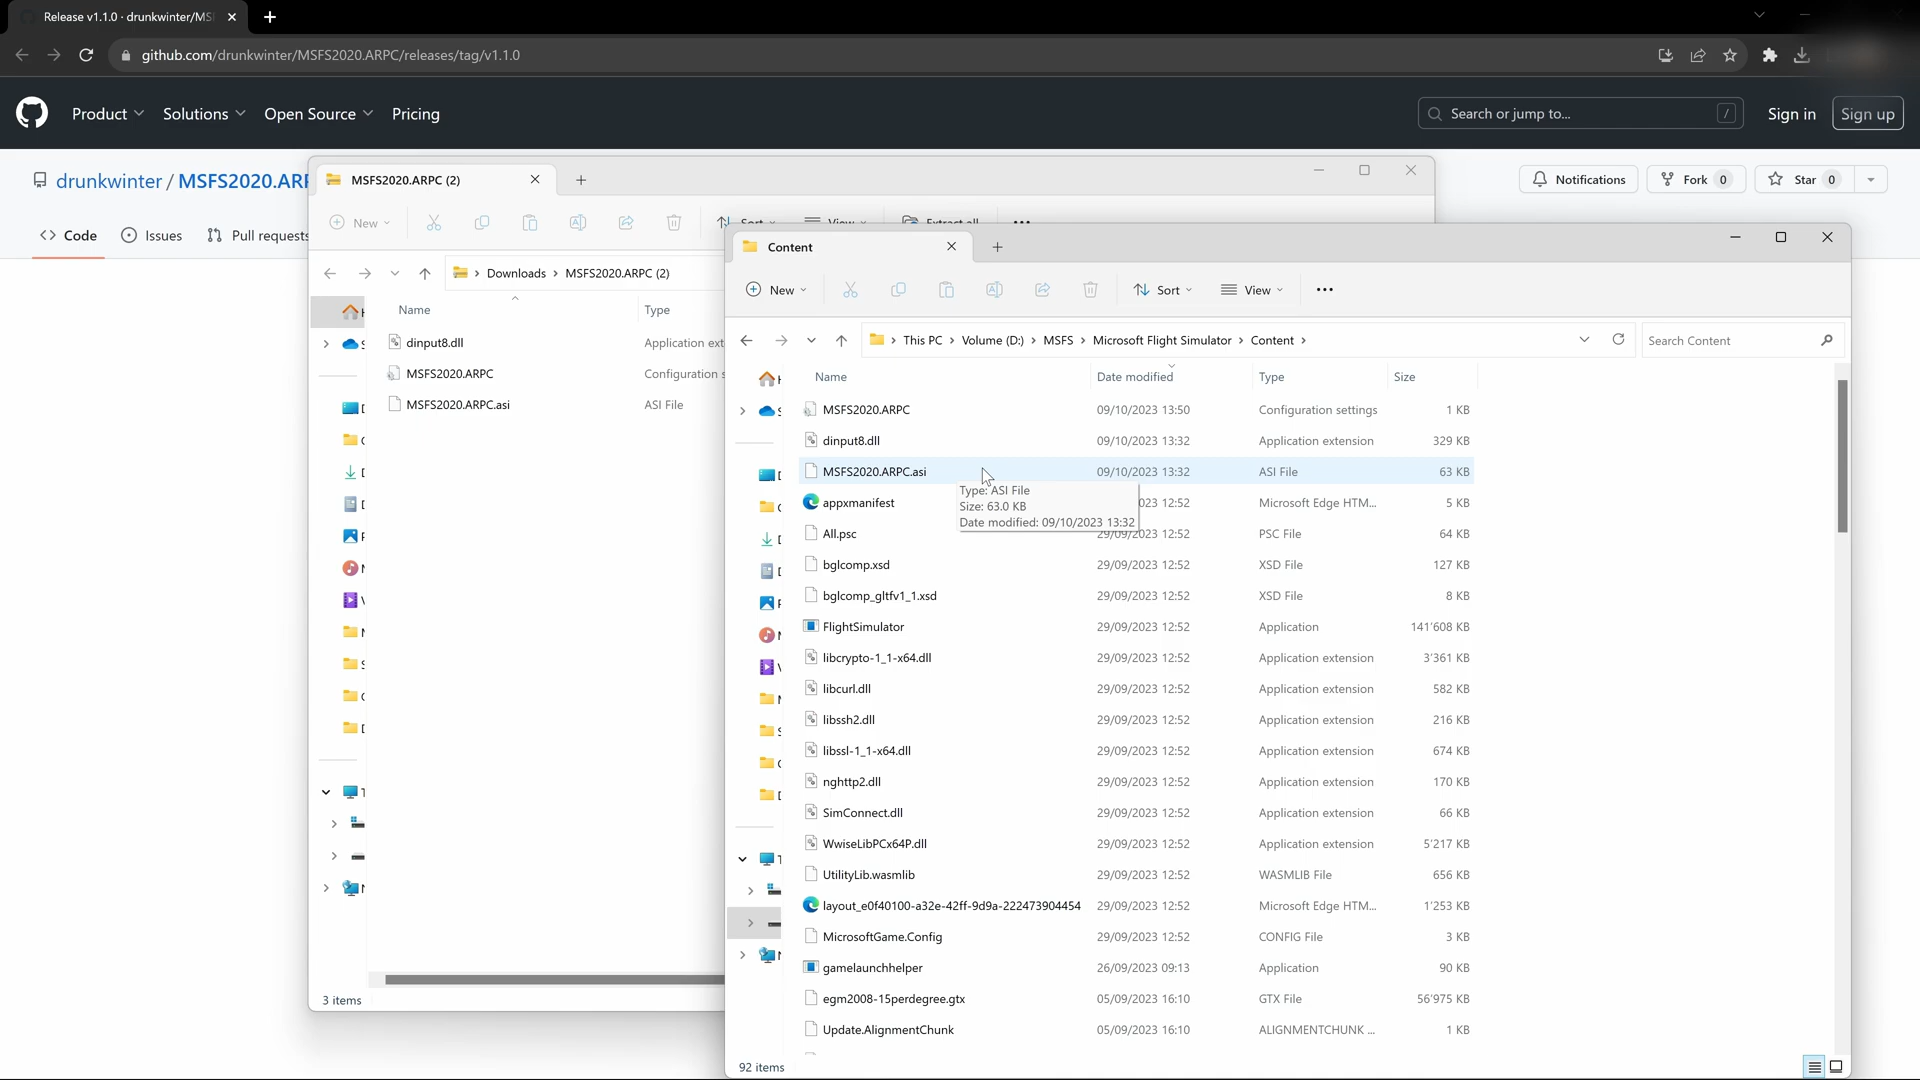 Release v1.1.0 · drunkwinter/MS
github.com/drunkwinter/MSFS2020.ARPC/releases/tag/v1.1.0
Product Solutions Open Source Pricing
Search or jump to... /
Sign in Sign up
drunkwinter / MSFS2020.AR
Notifications Fork 0 Star 0
Code Issues Pull requests
MSFS2020.ARPC (2)
New Sort View Extract all
Downloads > MSFS2020.ARPC (2)
Name Type
dinput8.dll Application ext
MSFS2020.ARPC Configuration s
MSFS2020.ARPC.asi ASI File
3 items
Content
New Sort View
This PC > Volume (D:) > MSFS > Microsoft Flight Simulator > Content >
Search Content
Name Date modified Type Size
MSFS2020.ARPC 09/10/2023 13:50 Configuration settings 1 KB
dinput8.dll 09/10/2023 13:32 Application extension 329 KB
MSFS2020.ARPC.asi 09/10/2023 13:32 ASI File 63 KB
Type: ASI File
Size: 63.0 KB
Date modified: 09/10/2023 13:32
appxmanifest 023 12:52 Microsoft Edge HTM... 5 KB
All.psc 29/09/2023 12:52 PSC File 64 KB
bglcomp.xsd 29/09/2023 12:52 XSD File 127 KB
bglcomp_gltfv1_1.xsd 29/09/2023 12:52 XSD File 8 KB
FlightSimulator 29/09/2023 12:52 Application 141'608 KB
libcrypto-1_1-x64.dll 29/09/2023 12:52 Application extension 3'361 KB
libcurl.dll 29/09/2023 12:52 Application extension 582 KB
libssh2.dll 29/09/2023 12:52 Application extension 216 KB
libssl-1_1-x64.dll 29/09/2023 12:52 Application extension 674 KB
nghttp2.dll 29/09/2023 12:52 Application extension 170 KB
SimConnect.dll 29/09/2023 12:52 Application extension 66 KB
WwiseLibPCx64P.dll 29/09/2023 12:52 Application extension 5'217 KB
UtilityLib.wasmlib 29/09/2023 12:52 WASMLIB File 656 KB
layout_e0f40100-a32e-42ff-9d9a-222473904454 29/09/2023 12:52 Microsoft Edge HTM... 1'253 KB
MicrosoftGame.Config 29/09/2023 12:52 CONFIG File 3 KB
gamelaunchhelper 26/09/2023 09:13 Application 90 KB
egm2008-15perdegree.gtx 05/09/2023 16:10 GTX File 56'975 KB
Update.AlignmentChunk 05/09/2023 16:10 ALIGNMENTCHUNK ... 1 KB
92 items